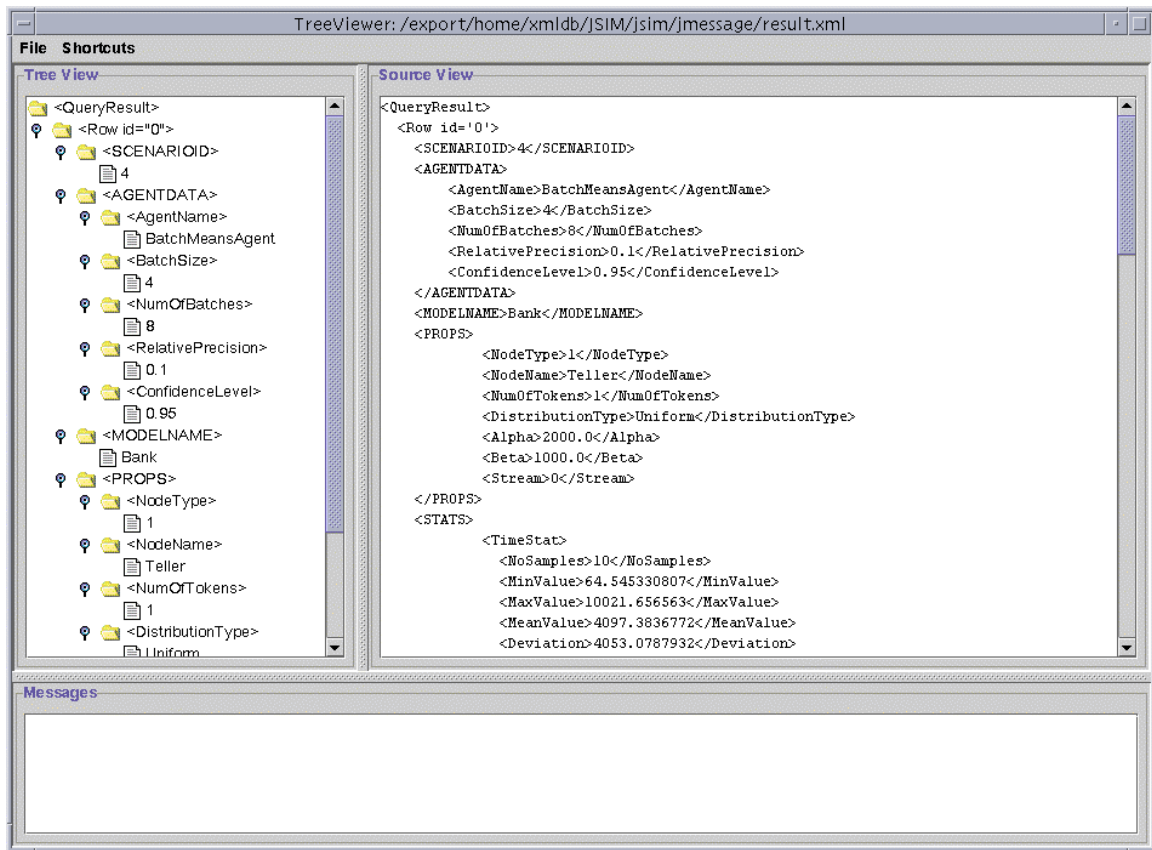 TreeViewer: /export/home/xmldb/JSIM/jsim/jmessage/result.xml
File Shortcuts
Tree View
<QueryResult>
<Row id="0">
<SCENARIOID>
4
<AGENTDATA>
<AgentName>
BatchMeansAgent
<BatchSize>
4
<NumOfBatches>
8
<RelativePrecision>
0.1
<ConfidenceLevel>
0.95
<MODELNAME>
Bank
<PROPS>
<NodeType>
1
<NodeName>
Teller
<NumOfTokens>
1
<DistributionType>
Uniform
Source View
<QueryResult>
<Row id='0'>
<SCENARIOID>4</SCENARIOID>
<AGENTDATA>
<AgentName>BatchMeansAgent</AgentName>
<BatchSize>4</BatchSize>
<NumOfBatches>8</NumOfBatches>
<RelativePrecision>0.1</RelativePrecision>
<ConfidenceLevel>0.95</ConfidenceLevel>
</AGENTDATA>
<MODELNAME>Bank</MODELNAME>
<PROPS>
<NodeType>1</NodeType>
<NodeName>Teller</NodeName>
<NumOfTokens>1</NumOfTokens>
<DistributionType>Uniform</DistributionType>
<Alpha>2000.0</Alpha>
<Beta>1000.0</Beta>
<Stream>0</Stream>
</PROPS>
<STATS>
<TimeStat>
<NoSamples>10</NoSamples>
<MinValue>64.545330807</MinValue>
<MaxValue>10021.656563</MaxValue>
<MeanValue>4097.3836772</MeanValue>
<Deviation>4053.0787932</Deviation>
Messages